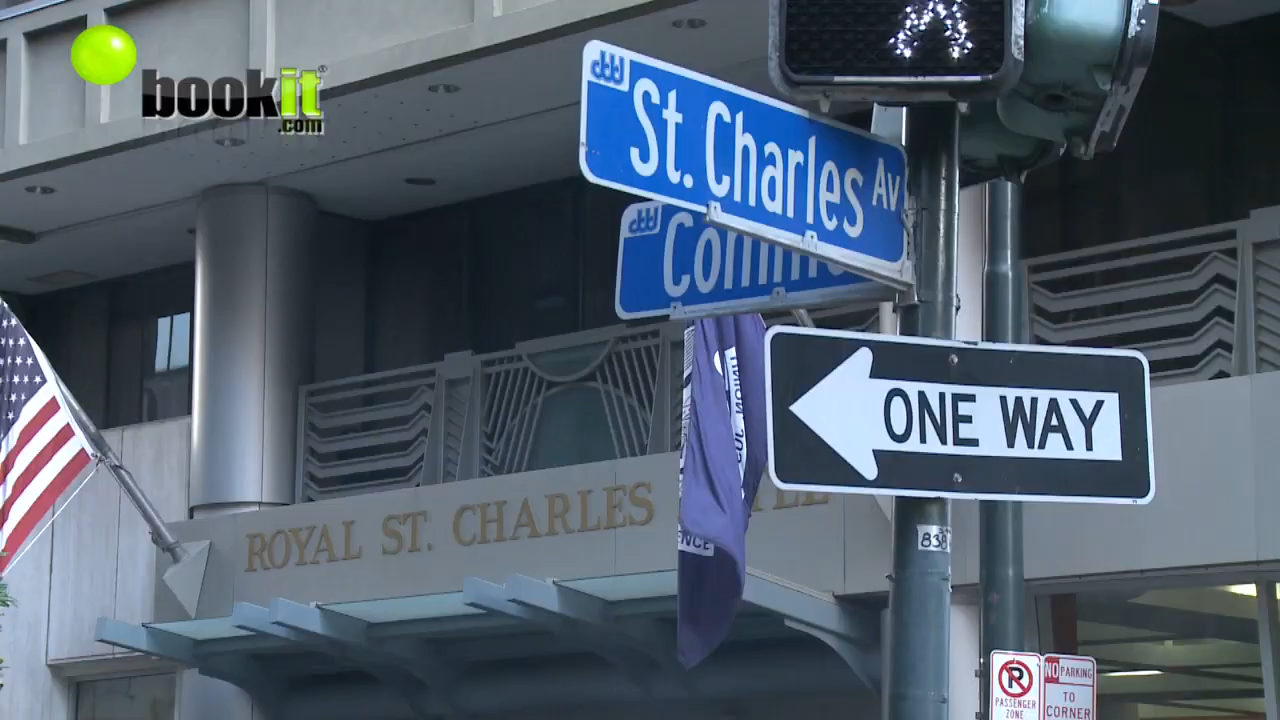 bookit
.com
St. Charles Av
ROYAL ST. CHARLES
ONE WAY
838
NO PARKING
PASSENGER
ZONE
TO
CORNER